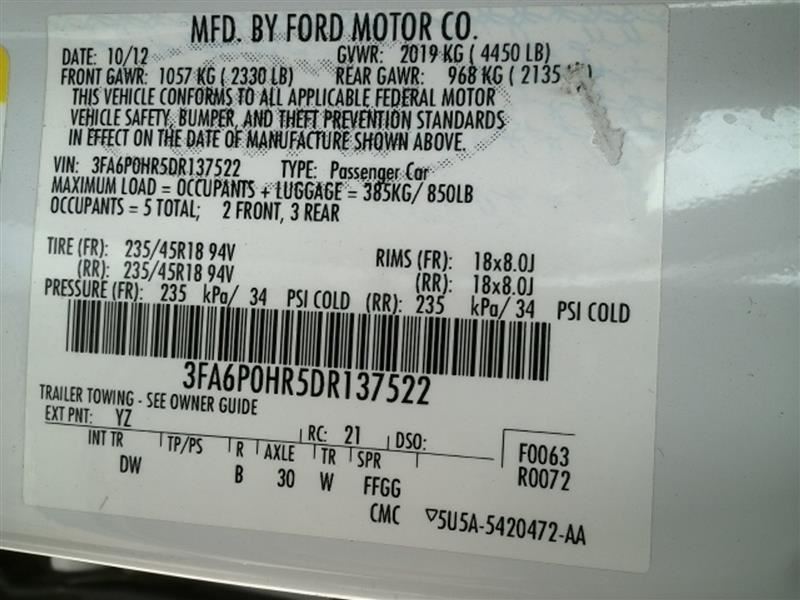 MFD. BY FORD MOTOR CO.
DATE: 10/12 GVWR: 2019 KG ( 4450 LB)
FRONT GAWR: 1057 KG ( 2330 LB) REAR GAWR: 968 KG ( 2135
THIS VEHICLE CONFORMS TO ALL APPLICABLE FEDERAL MOTOR
VEHICLE SAFETY, BUMPER, AND THEFT PREVENTION STANDARDS
IN EFFECT ON THE DATE OF MANUFACTURE SHOWN ABOVE.
VIN: 3FA6P0HR5DR137522 TYPE: Passenger Car
MAXIMUM LOAD = OCCUPANTS + LUGGAGE = 385KG/ 850LB
OCCUPANTS = 5 TOTAL; 2 FRONT, 3 REAR
TIRE (FR): 235/45R18 94V RIMS (FR): 18x8.0J
(RR): 235/45R18 94V (RR): 18x8.0J
PRESSURE (FR): 235 kPa/ 34 PSI COLD (RR): 235 kPa/ 34 PSI COLD
3FA6P0HR5DR137522
TRAILER TOWING - SEE OWNER GUIDE
EXT PNT: YZ RC: 21 DSO: F0063
INT TR TP/PS R AXLE TR SPR R0072
DW B 30 W FFGG
CMC ▽5U5A-5420472-AA